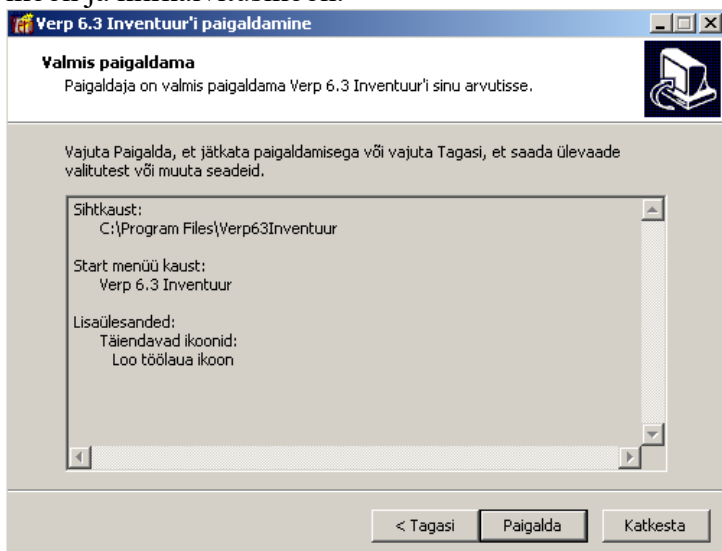 Verp 6.3 Inventuur'i paigaldamine
Valmis paigaldama
Paigaldaja on valmis paigaldama Verp 6.3 Inventuur'i sinu arvutisse.
Vajuta Paigalda, et jätkata paigaldamisega või vajuta Tagasi, et saada ülevaade
valitutest või muuta seadeid.
Sihtkaust:
C:\Program Files\Verp63Inventuur
Start menüü kaust:
Verp 6.3 Inventuur
Lisaülesanded:
Täiendavad ikoonid:
Loo töölaua ikoon
< Tagasi Paigalda Katkesta